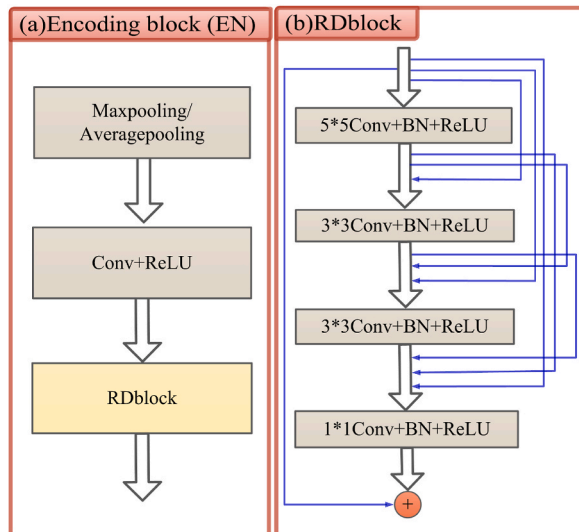 (a)Encoding block (EN)
Maxpooling/
Averagepooling
Conv+ReLU
RDblock
(b)RDblock
5*5Conv+BN+ReLU
3*3Conv+BN+ReLU
3*3Conv+BN+ReLU
1*1Conv+BN+ReLU
+